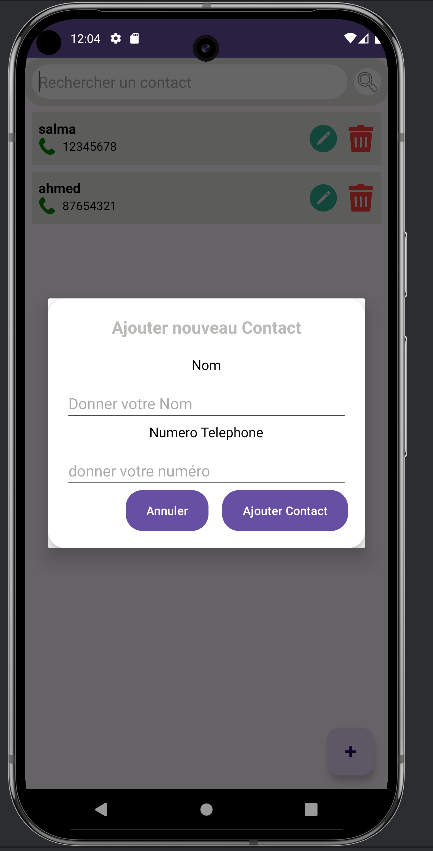 12:04
Rechercher un contact
salma
12345678
ahmed
87654321
Ajouter nouveau Contact
Nom
Donner votre Nom
Numero Telephone
donner votre numéro
Annuler Ajouter Contact
+